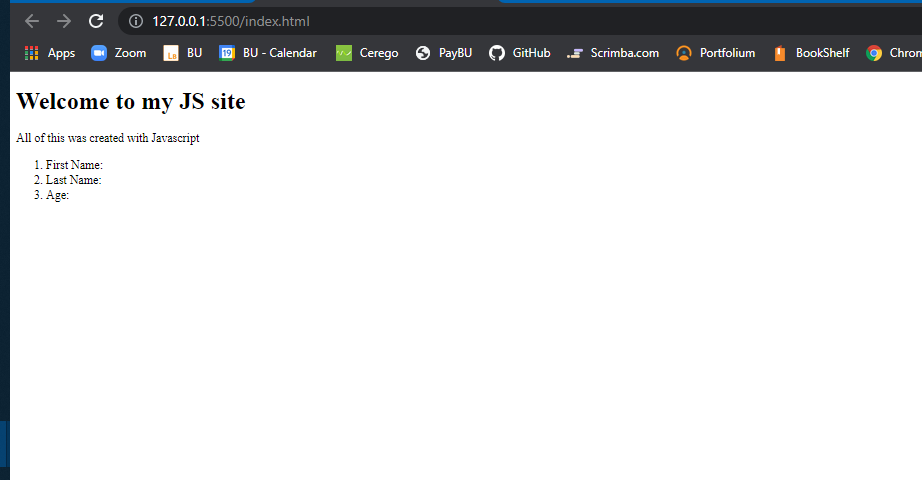 127.0.0.1:5500/index.html
Apps Zoom BU BU - Calendar Cerego PayBU GitHub Scrimba.com Portfolium BookShelf Chrom
Welcome to my JS site
All of this was created with Javascript
1. First Name:
2. Last Name:
3. Age: